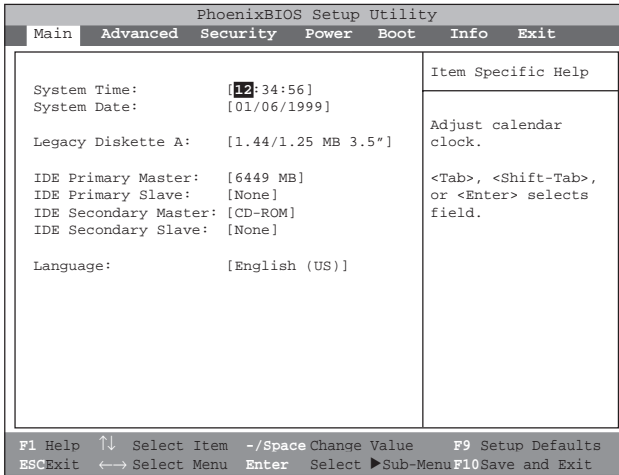 PhoenixBIOS Setup Utility
Main Advanced Security Power Boot Info Exit
Item Specific Help
System Time: [12:34:56]
System Date: [01/06/1999]
Legacy Diskette A: [1.44/1.25 MB 3.5″]
IDE Primary Master: [6449 MB]
IDE Primary Slave: [None]
IDE Secondary Master: [CD-ROM]
IDE Secondary Slave: [None]
Language: [English (US)]
Adjust calendar
clock.
<Tab>, <Shift-Tab>,
or <Enter> selects
field.
F1 Help ↑↓ Select Item -/Space Change Value F9 Setup Defaults
ESC Exit ←→ Select Menu Enter Select ▶Sub-Menu F10 Save and Exit